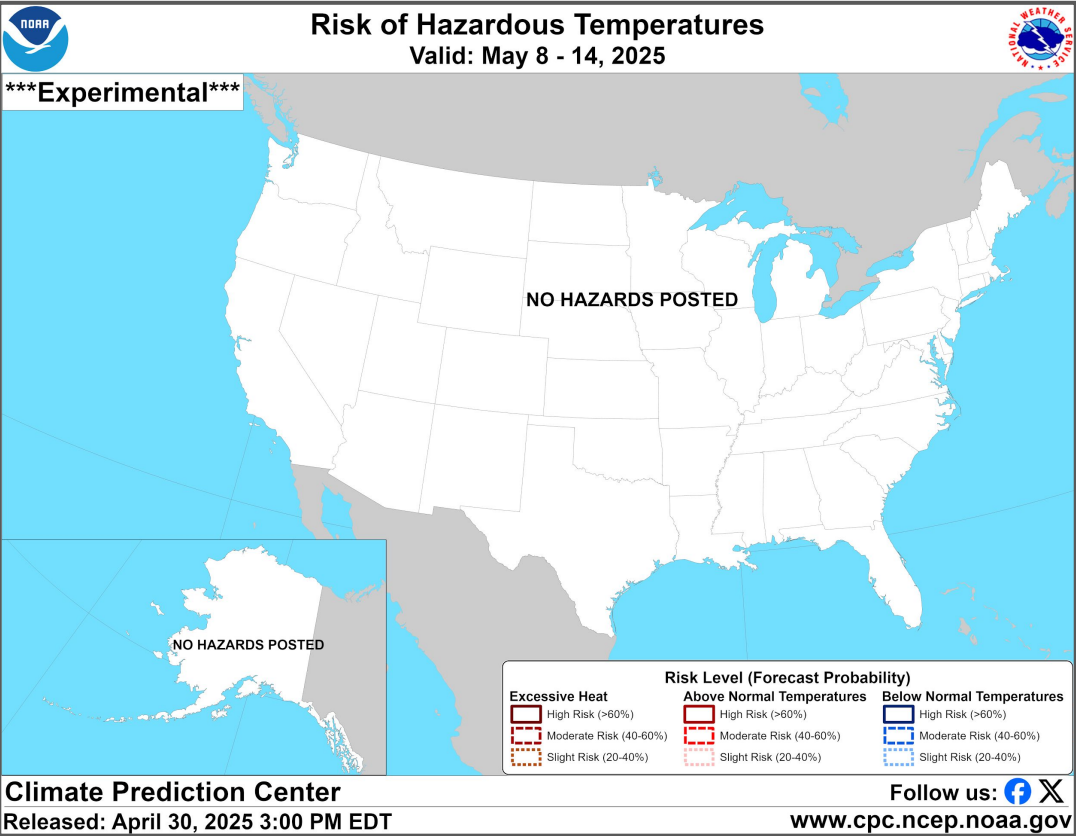 NOAA
Risk of Hazardous Temperatures
Valid: May 8 - 14, 2025
NATIONAL WEATHER SERVICE
***Experimental***
NO HAZARDS POSTED
NO HAZARDS POSTED
Risk Level (Forecast Probability)
Excessive Heat
High Risk (>60%)
Moderate Risk (40-60%)
Slight Risk (20-40%)
Above Normal Temperatures
High Risk (>60%)
Moderate Risk (40-60%)
Slight Risk (20-40%)
Below Normal Temperatures
High Risk (>60%)
Moderate Risk (40-60%)
Slight Risk (20-40%)
Climate Prediction Center
Follow us:
Released: April 30, 2025 3:00 PM EDT
www.cpc.ncep.noaa.gov